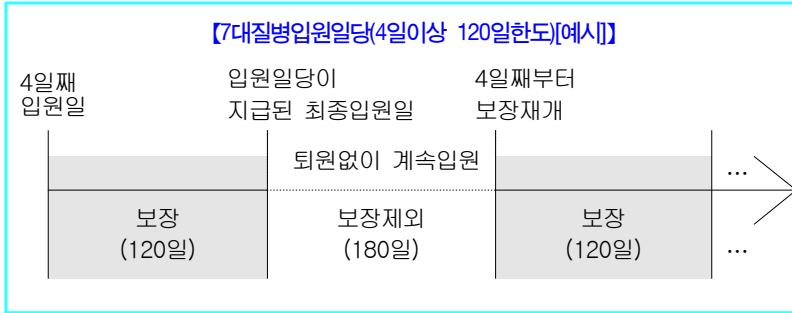 【7대질병입원일당(4일이상 120일한도)[예시]】
4일째
입원일
입원일당이
지급된 최종입원일
4일째부터
보장재개
퇴원없이 계속입원
...
보장
(120일)
보장제외
(180일)
보장
(120일)
...